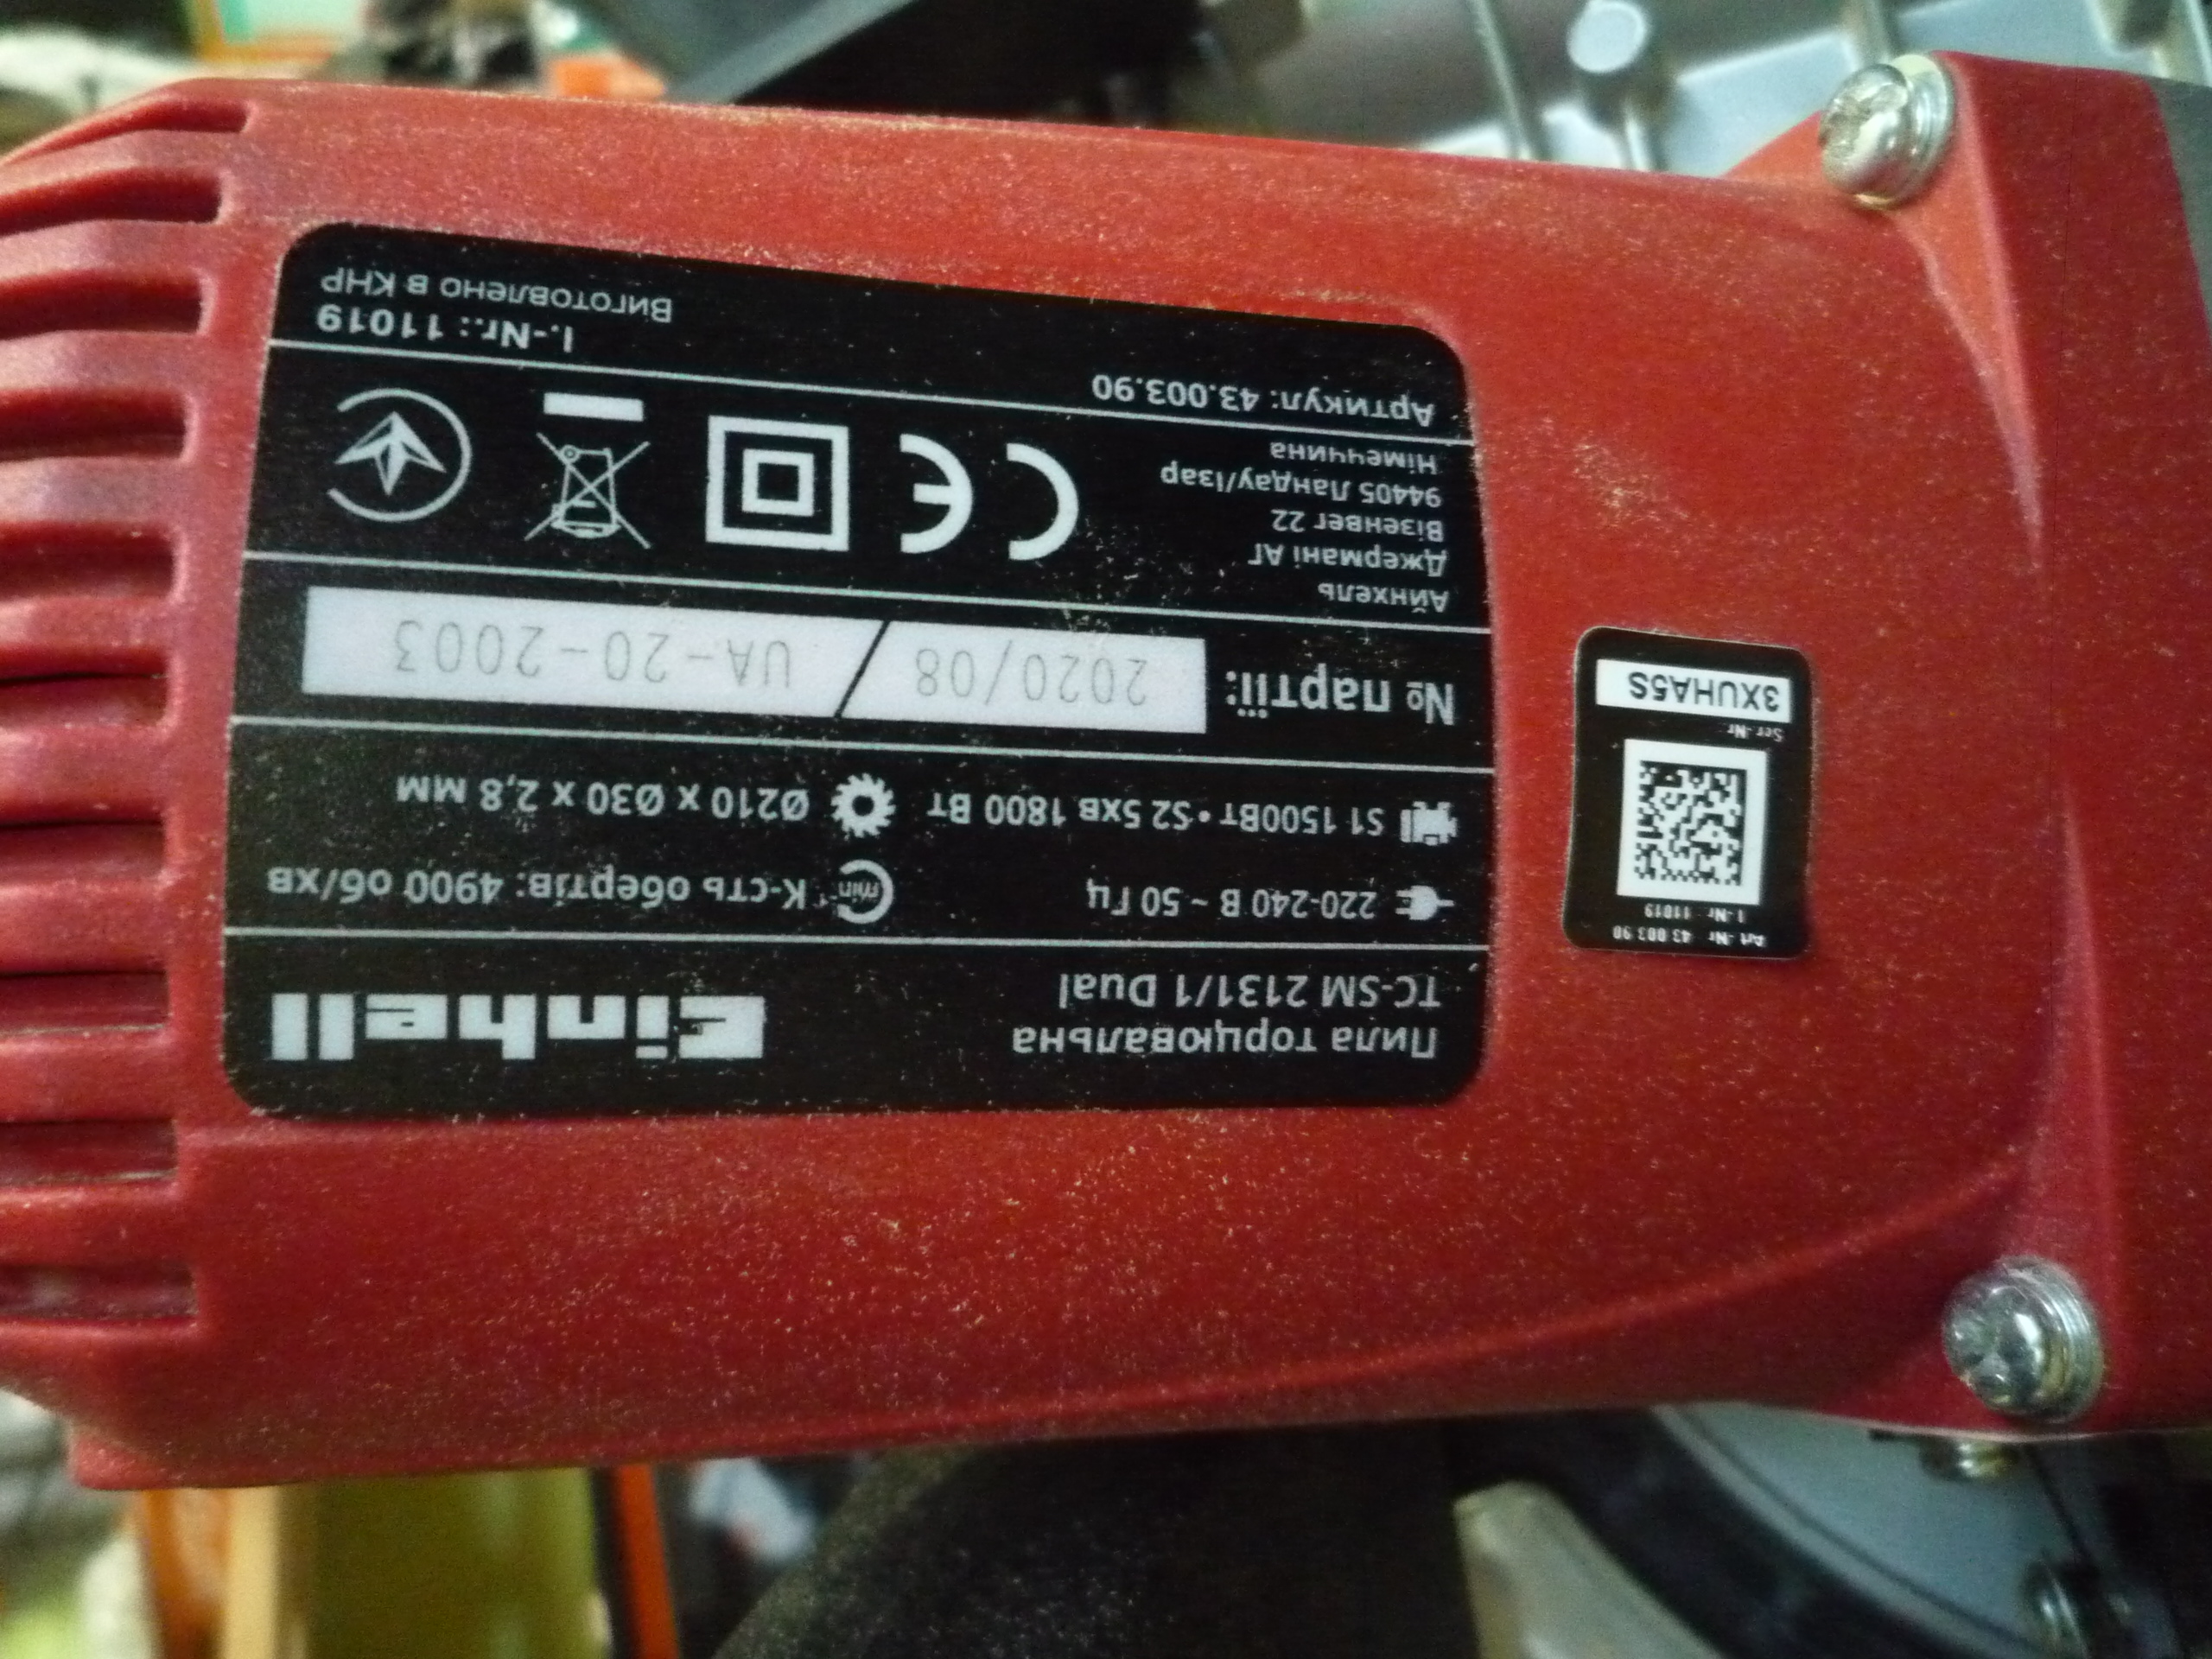 Пила торцювальна
TC-SM 2131/1 Dual
Einhell
220-240 В ~ 50 Гц
К-сть обертів: 4900 об/хв
min
S1 1500Вт • S2 5хв 1800 Вт
Ø210 x Ø30 x 2,8 мм
№ партії:
2020/08
UA-20-2003
Айнхель
Джермані АГ
Візенвег 22
94405 Ландау/Ізар
Німеччина
CE
Артикул: 43.003.90
I.-Nr.: 11019
Виготовлено в КНР
Art.-Nr.: 43.003.90
I.-Nr.: 11019
Ser.-Nr.:
3XUHA5S